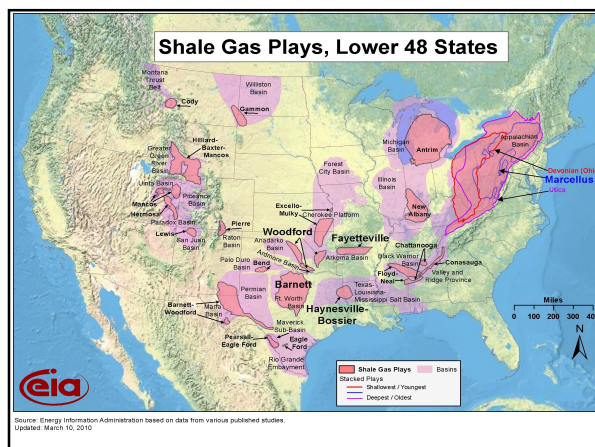 Shale Gas Plays, Lower 48 States
Montana
Thrust
Belt
Cody
Williston
Basin
Gammon
Hilliard-
Baxter-
Mancos
Greater
Green
River
Basin
Uinta Basin
Piceance
Basin
Mancos
Hermosa
Paradox Basin
Lewis
San Juan
Basin
Pierre
Raton
Basin
Forest
City Basin
Excello-
Mulky
Cherokee Platform
Michigan
Basin
Antrim
Illinois
Basin
New
Albany
Appalachian
Basin
Devonian (Ohi
Marcellus
Utica
Woodford
Anadarko
Basin
Ardmore Basin
Palo Duro
Basin
Bend
Fayetteville
Arkoma Basin
Chattanooga
Black Warrior
Basin
Conasauga
Floyd-
Neal
Valley and
Ridge Province
Barnett
Ft. Worth
Basin
Permian
Basin
Barnett-
Woodford
Marfa
Basin
Texas-
Louisiana-
Mississippi Salt Basin
Haynesville-
Bossier
Maverick
Sub-Basin
Pearsall-
Eagle Ford
Eagle
Ford
Rio Grande
Embayment
Miles
0 100 200 300 40
N
Shale Gas Plays
Basins
Stacked Plays
Shallowest / Youngest
Deepest / Oldest
eia
Source: Energy Information Administration based on data from various published studies.
Updated: March 10, 2010